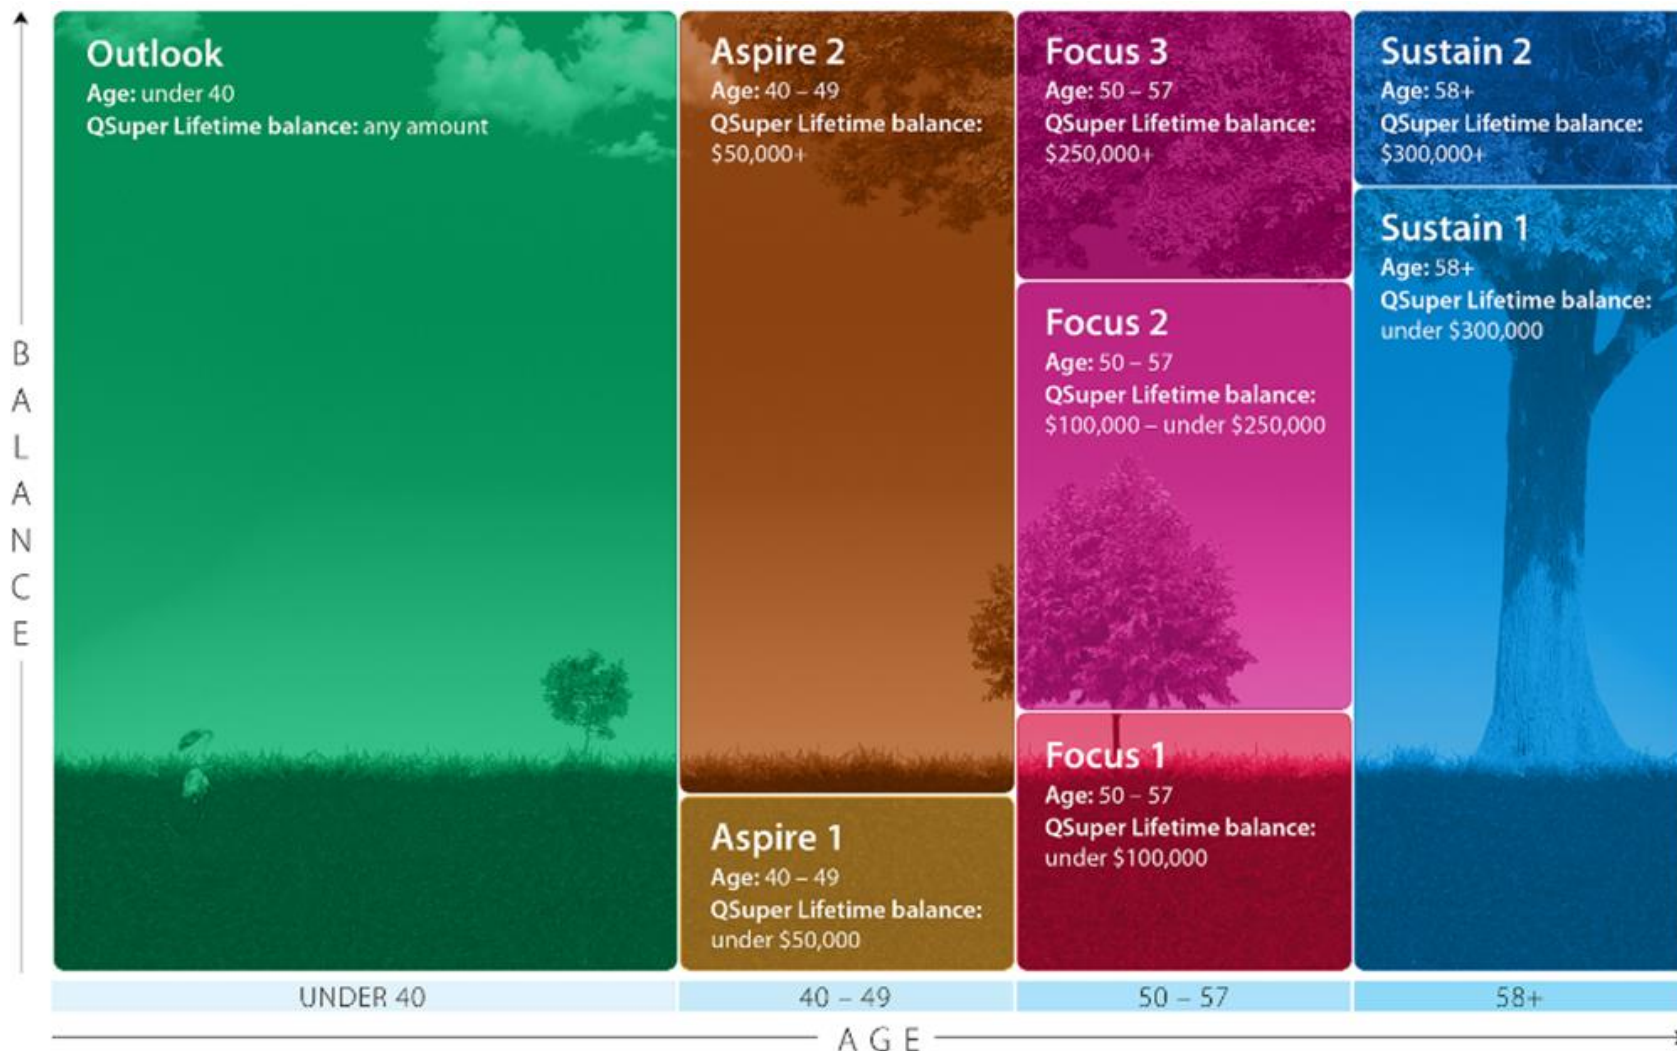 Outlook
Age: under 40
QSuper Lifetime balance: any amount
Aspire 2
Age: 40 – 49
QSuper Lifetime balance:
$50,000+
Focus 3
Age: 50 – 57
QSuper Lifetime balance:
$250,000+
Sustain 2
Age: 58+
QSuper Lifetime balance:
$300,000+
Sustain 1
Age: 58+
QSuper Lifetime balance:
under $300,000
Focus 2
Age: 50 – 57
QSuper Lifetime balance:
$100,000 – under $250,000
Focus 1
Age: 50 – 57
QSuper Lifetime balance:
under $100,000
Aspire 1
Age: 40 – 49
QSuper Lifetime balance:
under $50,000
BALANCE
UNDER 40
40 – 49
50 – 57
58+
AGE